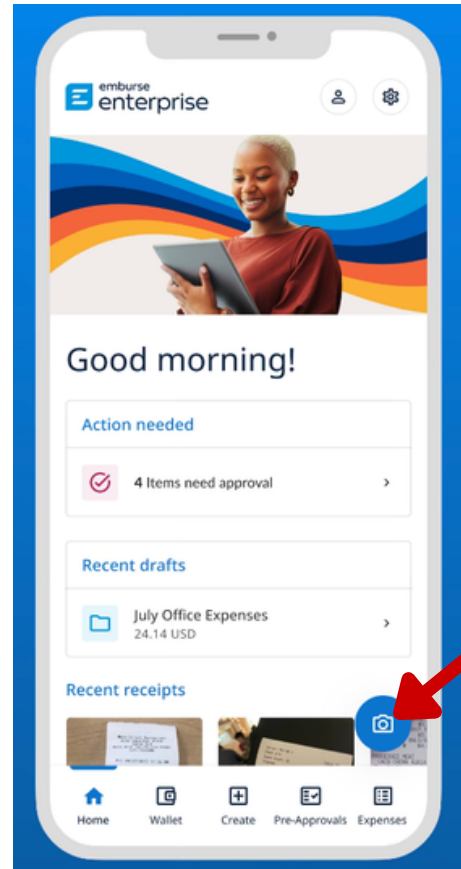 emburse
enterprise
Good morning!
Action needed
4 Items need approval
Recent drafts
July Office Expenses
24.14 USD
Recent receipts
Home
Wallet
Create
Pre-Approvals
Expenses